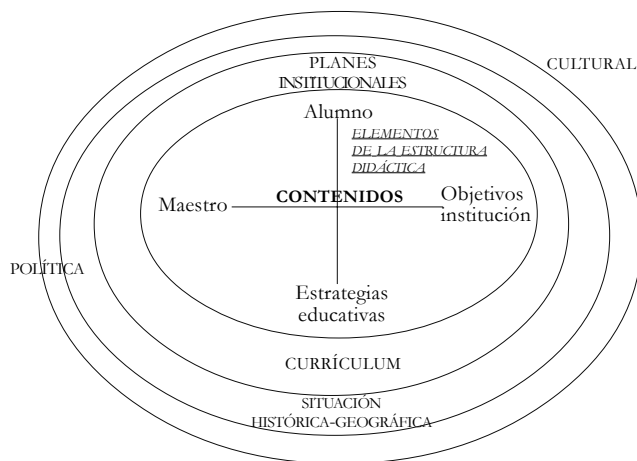 CULTURAL
PLANES
INSTITUCIONALES
Alumno
ELEMENTOS
DE LA ESTRUCTURA
DIDÁCTICA
CONTENIDOS
Maestro
Objetivos
institución
POLÍTICA
Estrategias
educativas
CURRÍCULUM
SITUACIÓN
HISTÓRICA-GEOGRÁFICA